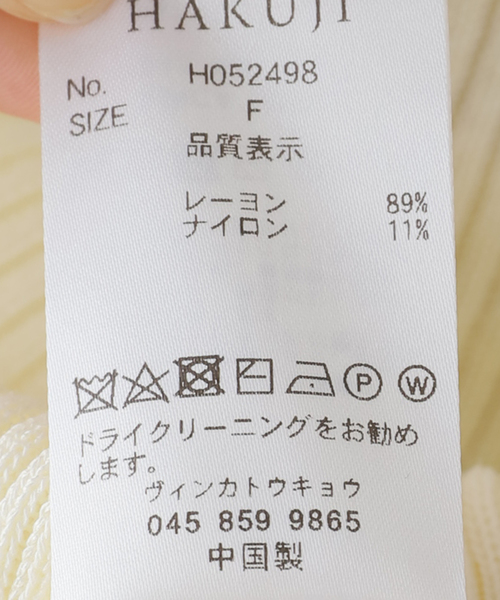 HAKUJI
No. H052498
SIZE F
品質表示
レーヨン 89%
ナイロン 11%
P W
ドライクリーニングをお勧め
します。
ヴィンカトウキョウ
045 859 9865
中国製